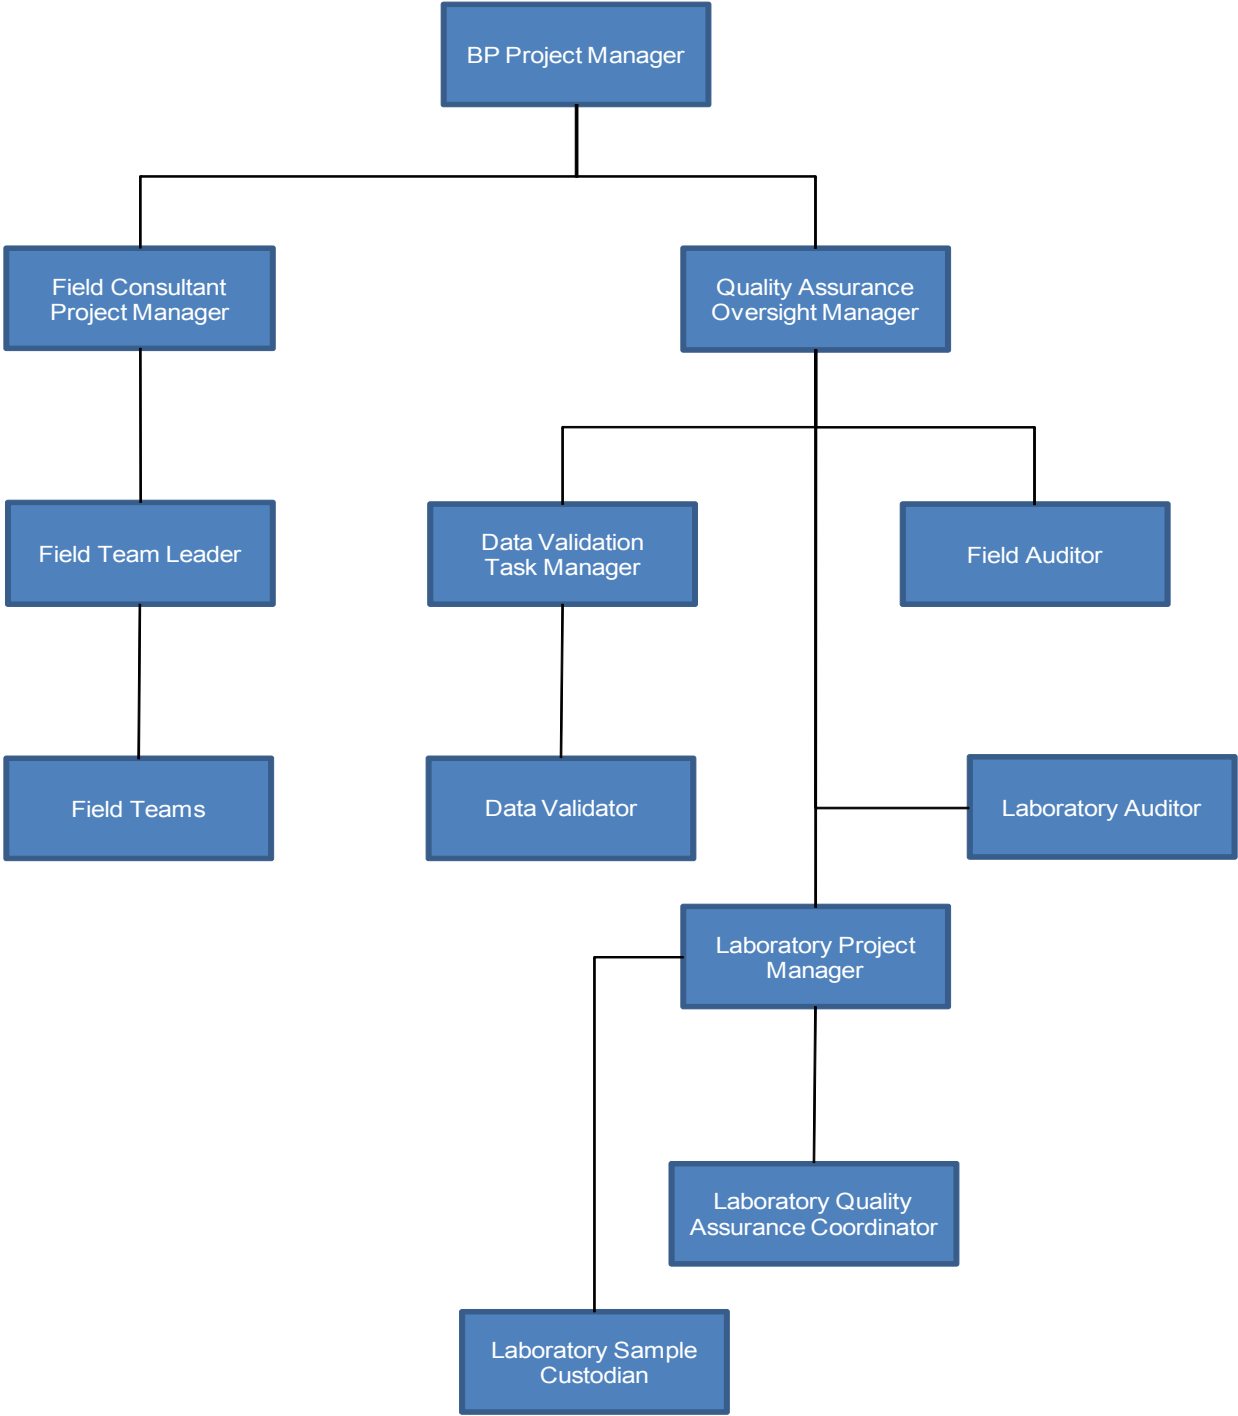 BP Project Manager
Field Consultant
Project Manager
Quality Assurance
Oversight Manager
Field Team Leader
Data Validation
Task Manager
Field Auditor
Field Teams
Data Validator
Laboratory Auditor
Laboratory Project
Manager
Laboratory Quality
Assurance Coordinator
Laboratory Sample
Custodian